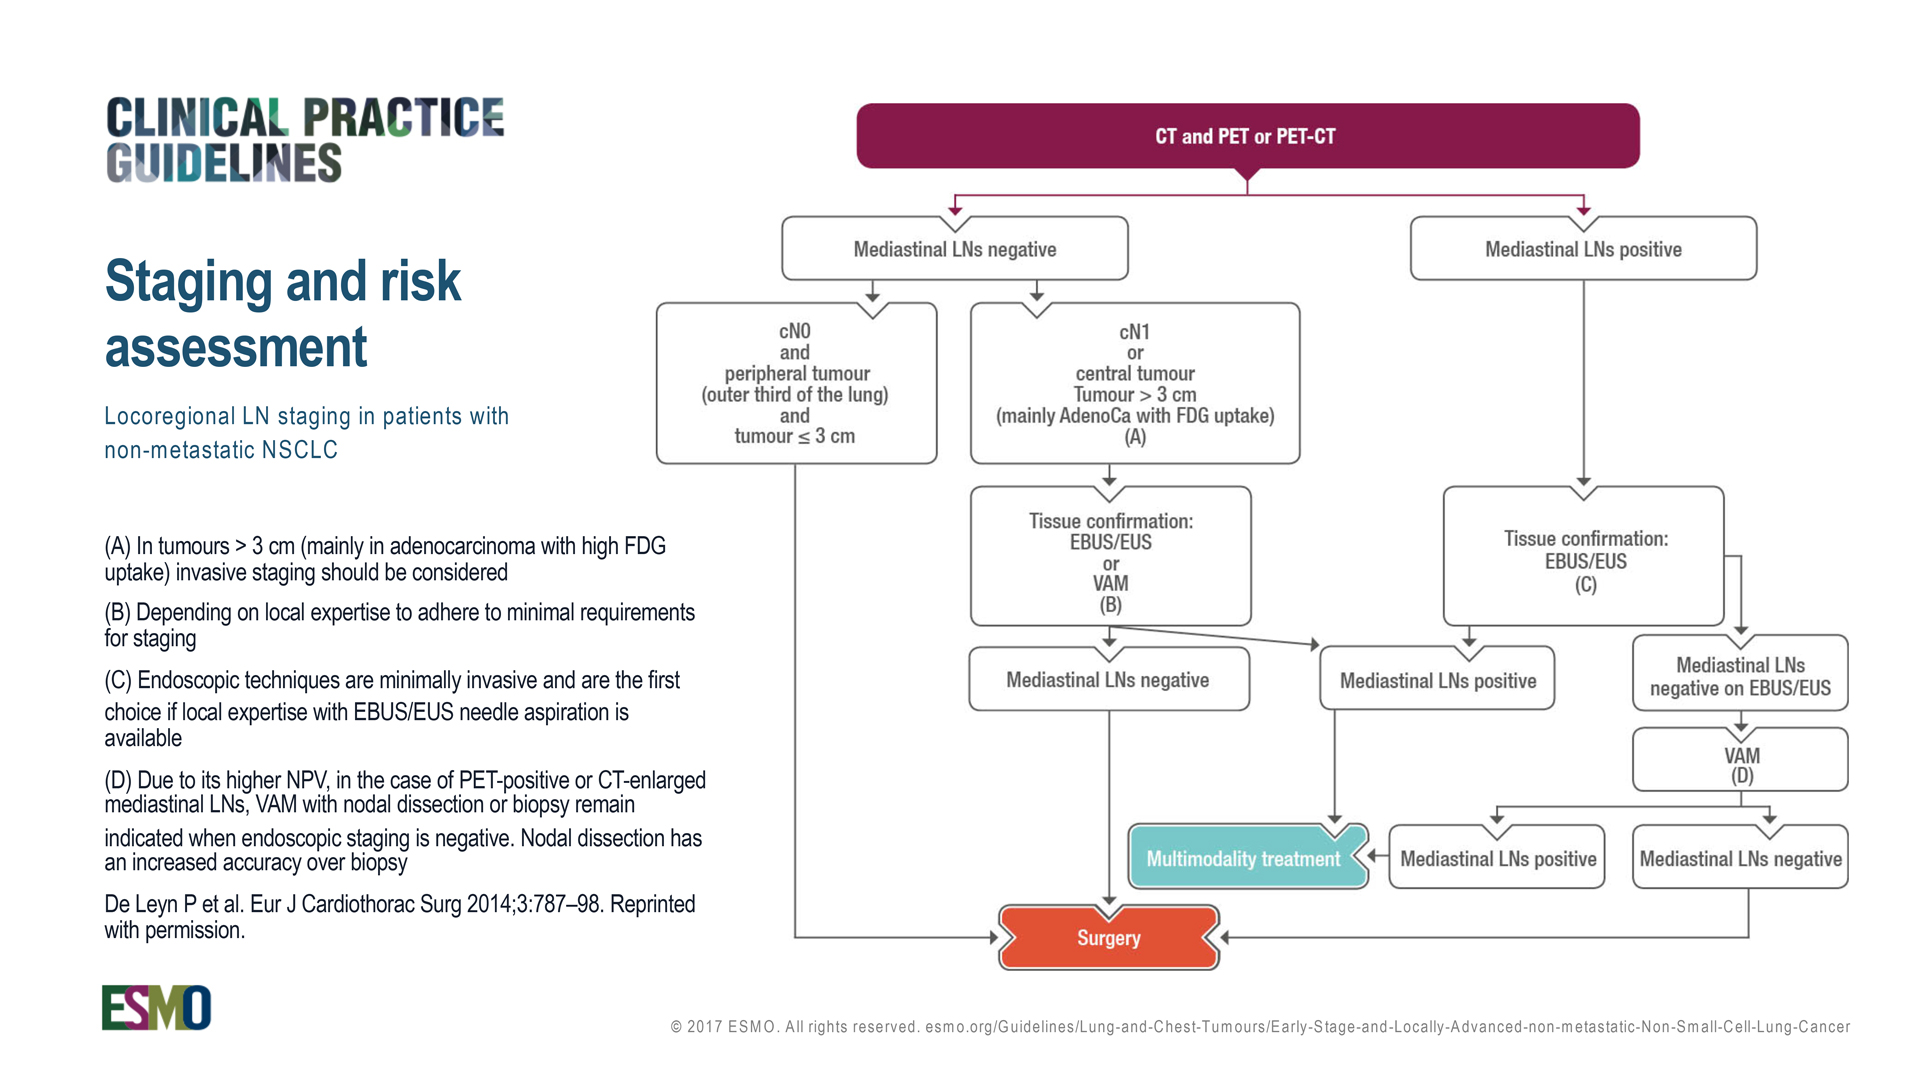 CLINICAL PRACTICE
GUIDELINES
Staging and risk
assessment
Locoregional LN staging in patients with
non-metastatic NSCLC
(A) In tumours > 3 cm (mainly in adenocarcinoma with high FDG
uptake) invasive staging should be considered
(B) Depending on local expertise to adhere to minimal requirements
for staging
(C) Endoscopic techniques are minimally invasive and are the first
choice if local expertise with EBUS/EUS needle aspiration is
available
(D) Due to its higher NPV, in the case of PET-positive or CT-enlarged
mediastinal LNs, VAM with nodal dissection or biopsy remain
indicated when endoscopic staging is negative. Nodal dissection has
an increased accuracy over biopsy
De Leyn P et al. Eur J Cardiothorac Surg 2014;3:787–98. Reprinted
with permission.
ESMO
CT and PET or PET-CT
Mediastinal LNs negative
Mediastinal LNs positive
cN0
and
peripheral tumour
(outer third of the lung)
and
tumour ≤ 3 cm
cN1
or
central tumour
Tumour > 3 cm
(mainly AdenoCa with FDG uptake)
(A)
Tissue confirmation:
EBUS/EUS
or
VAM
(B)
Tissue confirmation:
EBUS/EUS
(C)
Mediastinal LNs negative
Mediastinal LNs positive
Mediastinal LNs
negative on EBUS/EUS
VAM
(D)
Multimodality treatment
Mediastinal LNs positive
Mediastinal LNs negative
Surgery
© 2017 ESMO. All rights reserved. esmo.org/Guidelines/Lung-and-Chest-Tumours/Early-Stage-and-Locally-Advanced-non-metastatic-Non-Small-Cell-Lung-Cancer